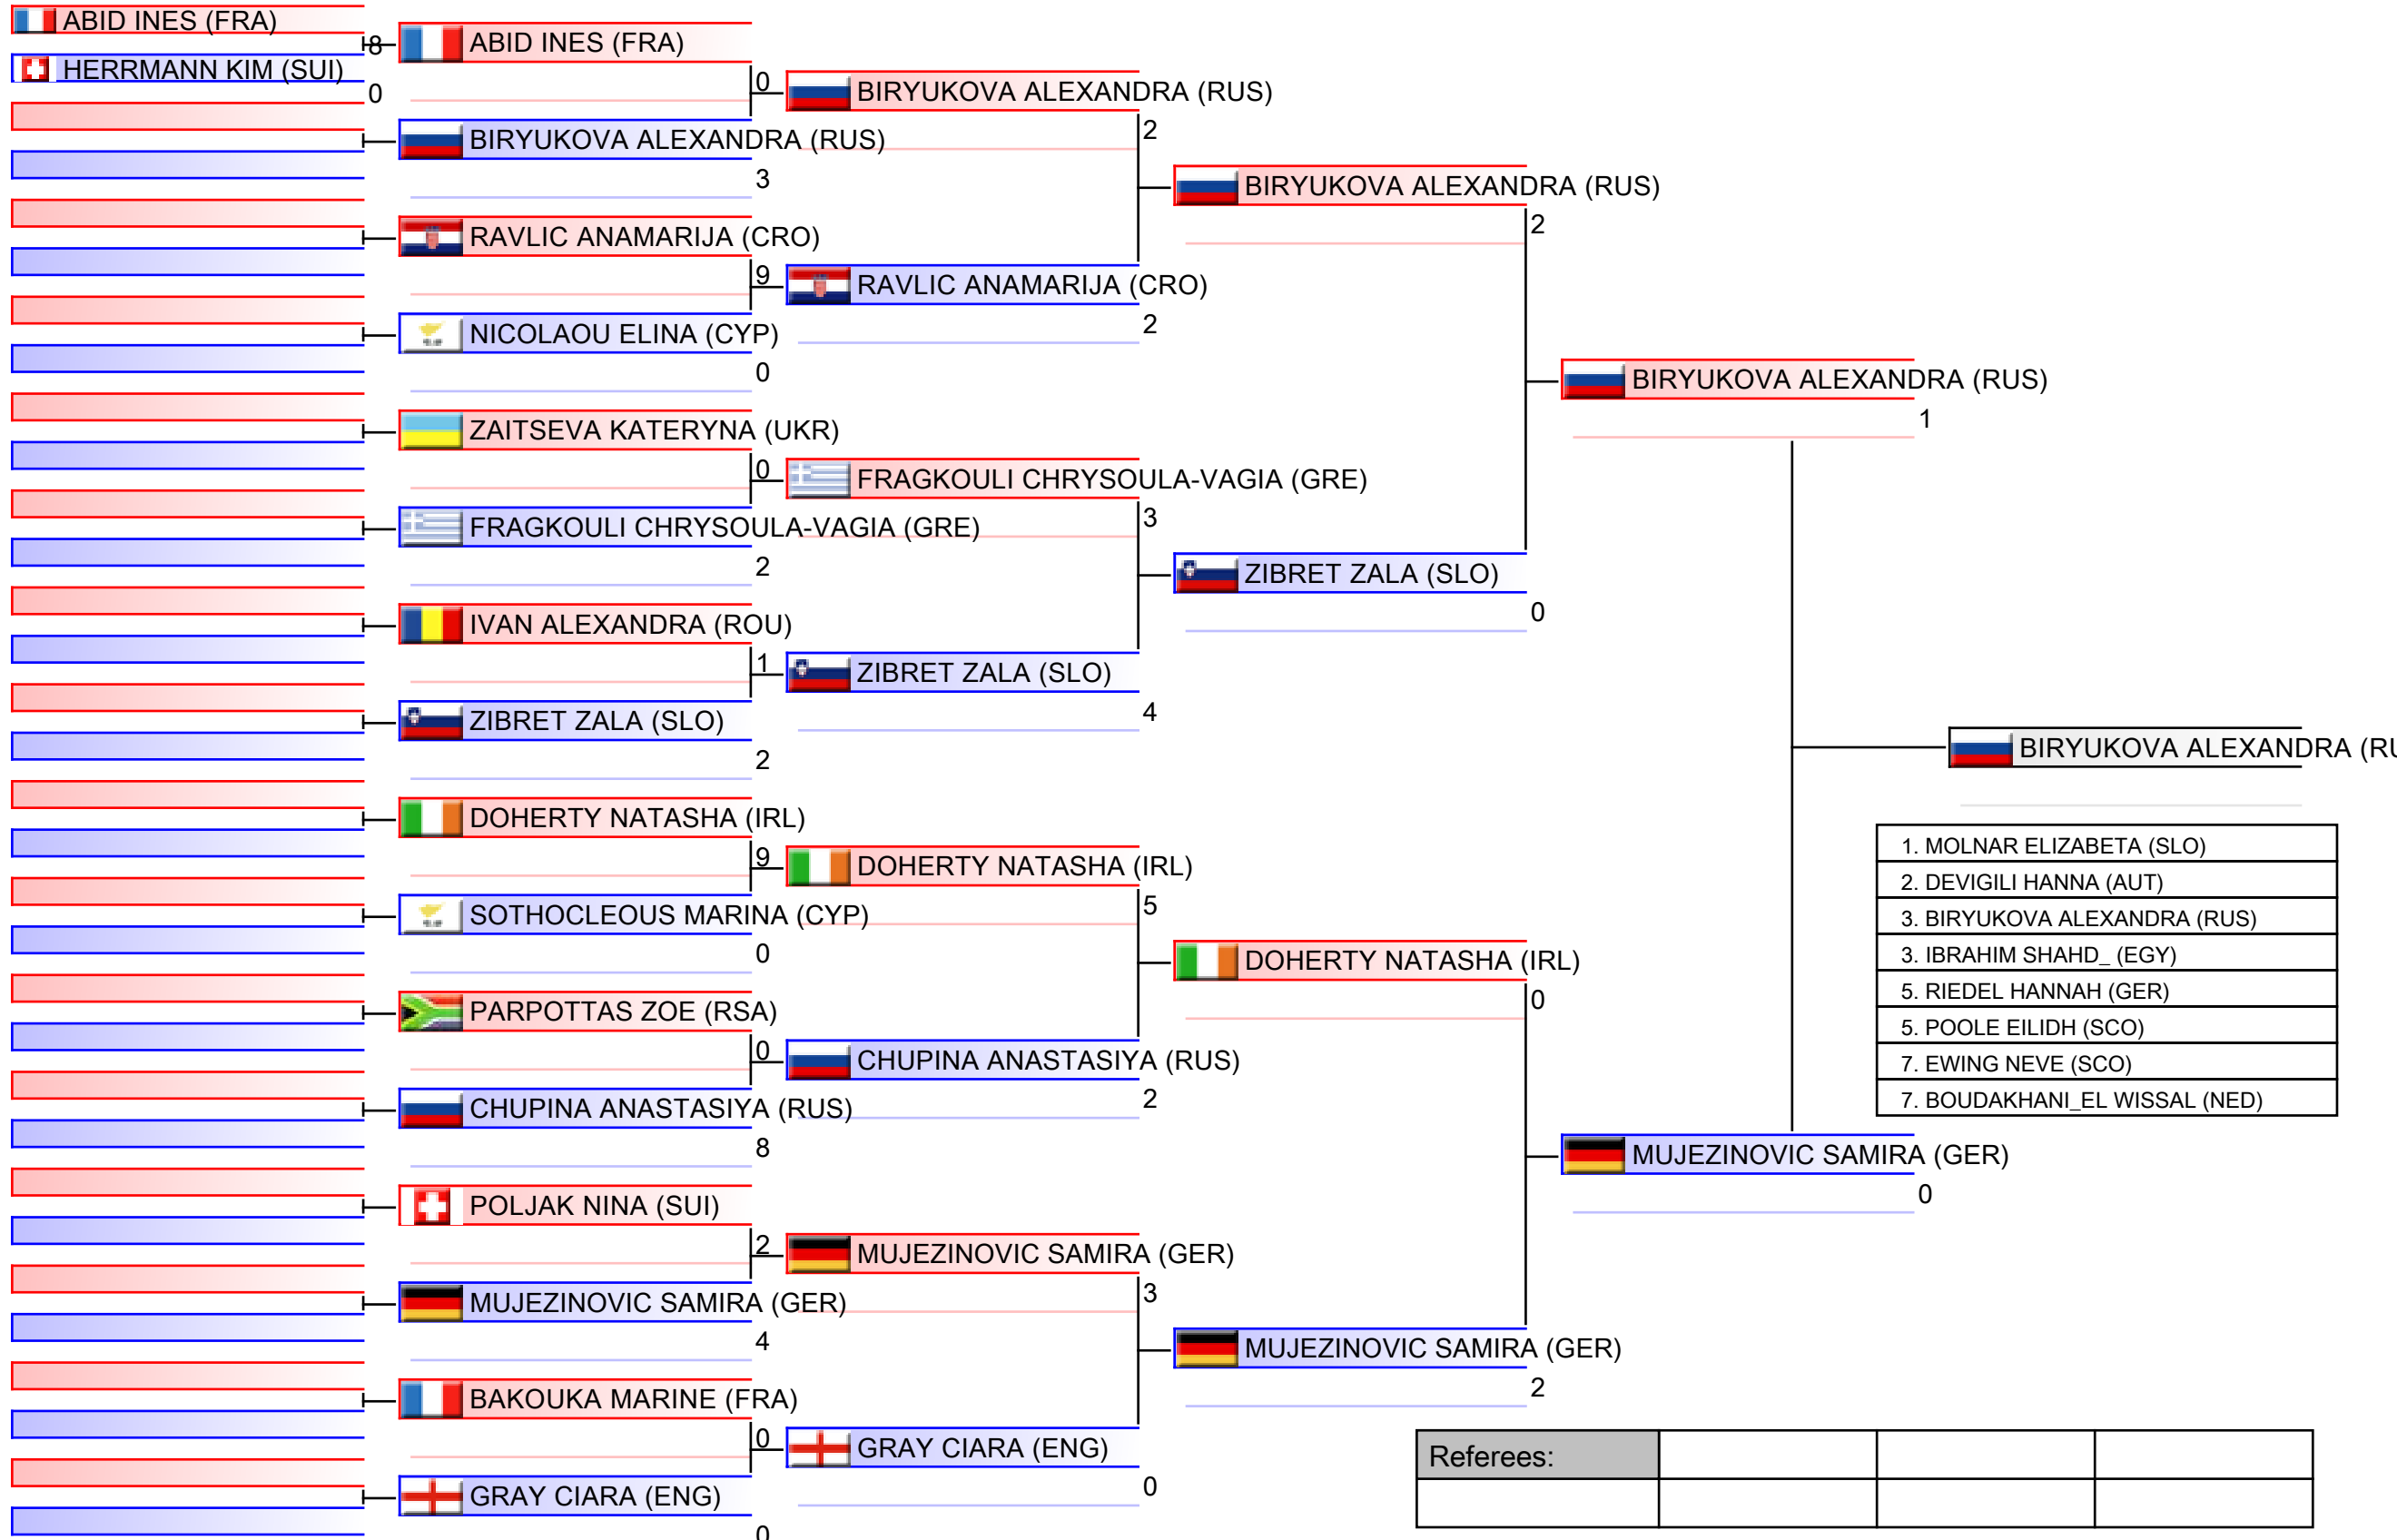 ABID INES (FRA)
8
HERRMANN KIM (SUI)
0
ABID INES (FRA)
0
BIRYUKOVA ALEXANDRA (RUS)
3
RAVLIC ANAMARIJA (CRO)
9
NICOLAOU ELINA (CYP)
0
ZAITSEVA KATERYNA (UKR)
0
FRAGKOULI CHRYSOULA-VAGIA (GRE)
2
IVAN ALEXANDRA (ROU)
1
ZIBRET ZALA (SLO)
2
DOHERTY NATASHA (IRL)
9
SOTHOCLEOUS MARINA (CYP)
0
PARPOTTAS ZOE (RSA)
0
CHUPINA ANASTASIYA (RUS)
8
POLJAK NINA (SUI)
2
MUJEZINOVIC SAMIRA (GER)
4
BAKOUKA MARINE (FRA)
0
GRAY CIARA (ENG)
0
BIRYUKOVA ALEXANDRA (RUS)
2
RAVLIC ANAMARIJA (CRO)
2
FRAGKOULI CHRYSOULA-VAGIA (GRE)
3
ZIBRET ZALA (SLO)
4
DOHERTY NATASHA (IRL)
5
CHUPINA ANASTASIYA (RUS)
2
MUJEZINOVIC SAMIRA (GER)
3
GRAY CIARA (ENG)
0
BIRYUKOVA ALEXANDRA (RUS)
2
ZIBRET ZALA (SLO)
0
DOHERTY NATASHA (IRL)
0
MUJEZINOVIC SAMIRA (GER)
2
BIRYUKOVA ALEXANDRA (RUS)
1
MUJEZINOVIC SAMIRA (GER)
0
BIRYUKOVA ALEXANDRA (RU
1. MOLNAR ELIZABETA (SLO)
2. DEVIGILI HANNA (AUT)
3. BIRYUKOVA ALEXANDRA (RUS)
3. IBRAHIM SHAHD_ (EGY)
5. RIEDEL HANNAH (GER)
5. POOLE EILIDH (SCO)
7. EWING NEVE (SCO)
7. BOUDAKHANI_EL WISSAL (NED)
Referees: